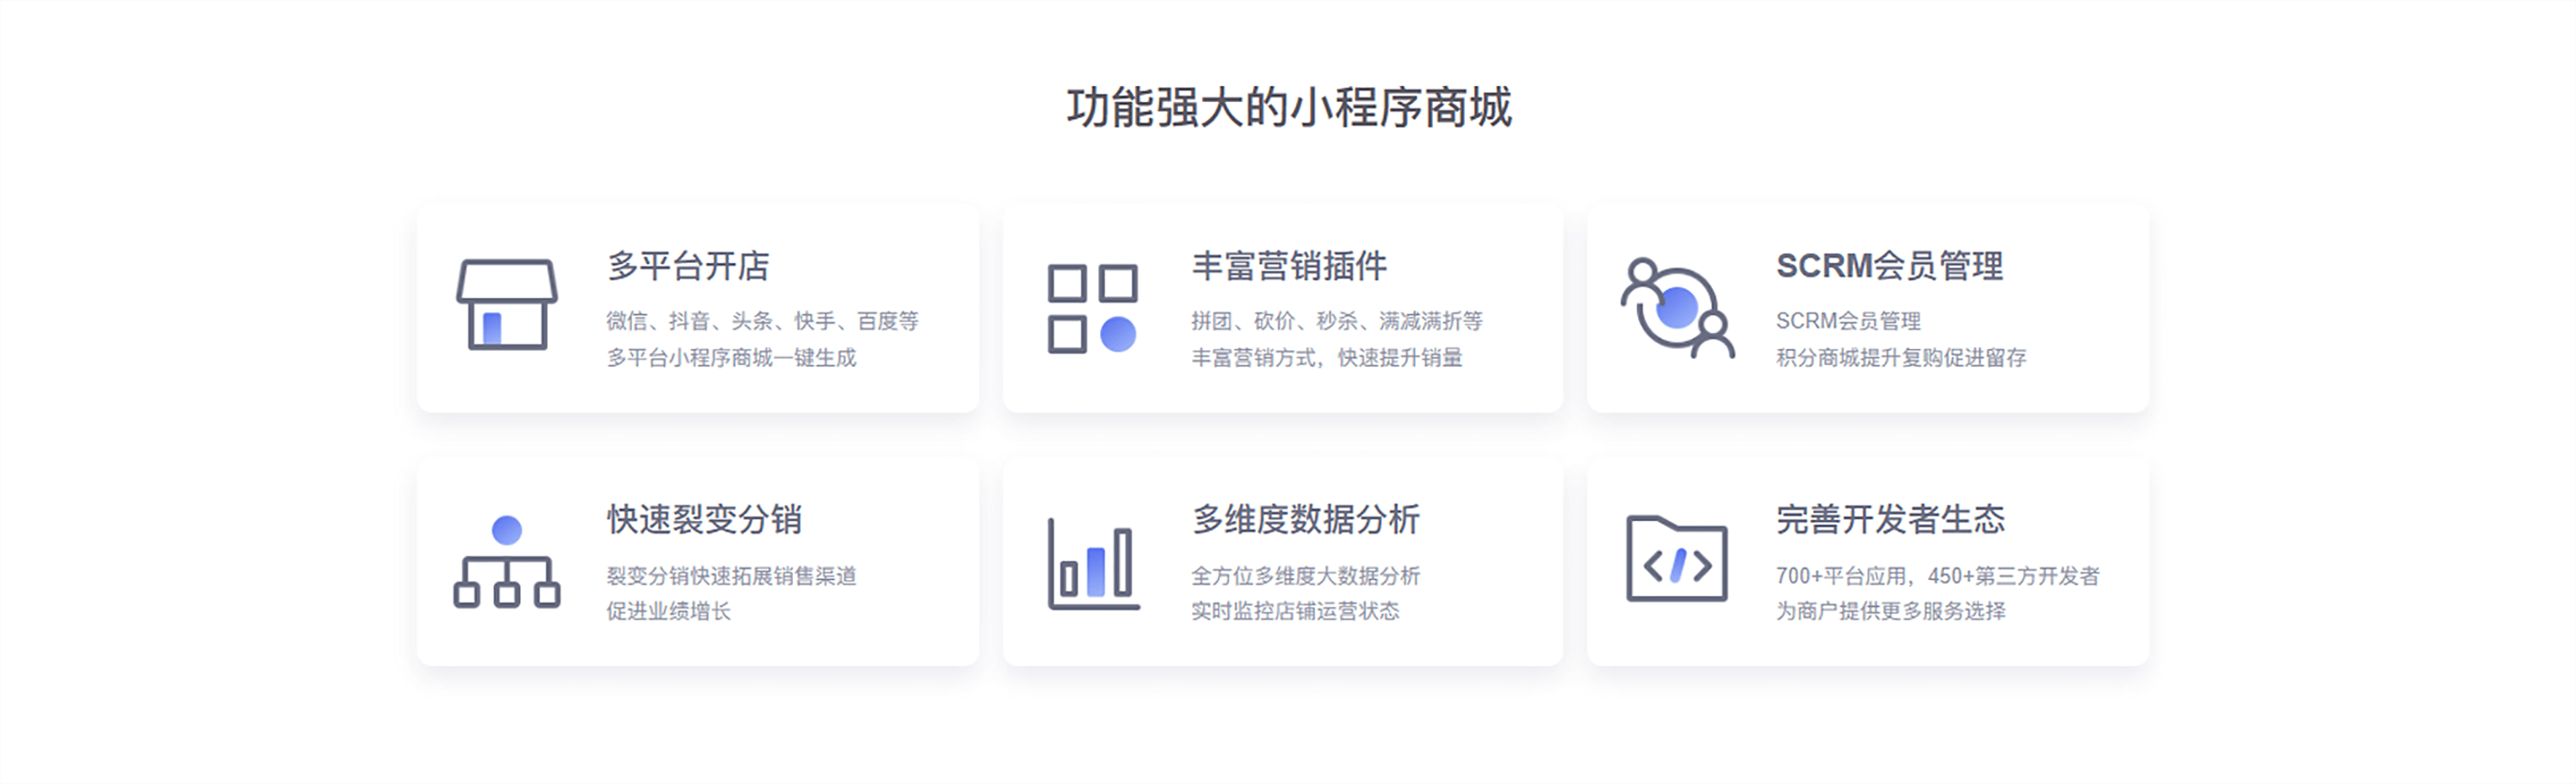 功能强大的小程序商城
多平台开店
微信、抖音、头条、快手、百度等
多平台小程序商城一键生成
丰富营销插件
拼团、砍价、秒杀、满减满折等
丰富营销方式，快速提升销量
SCRM会员管理
SCRM会员管理
积分商城提升复购促进留存
快速裂变分销
裂变分销快速拓展销售渠道
促进业绩增长
多维度数据分析
全方位多维度大数据分析
实时监控店铺运营状态
完善开发者生态
700+平台应用，450+第三方开发者
为商户提供更多服务选择